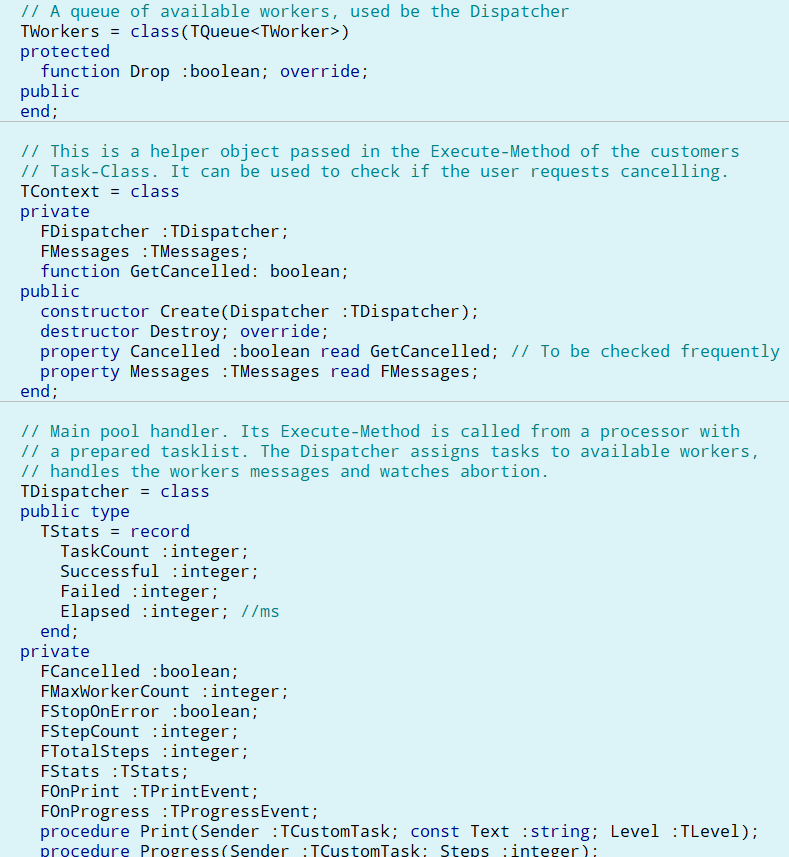 // A queue of available workers, used be the Dispatcher
TWorkers = class(TQueue<TWorker>)
protected
  function Drop :boolean; override;
public
end;
// This is a helper object passed in the Execute-Method of the customers
// Task-Class. It can be used to check if the user requests cancelling.
TContext = class
private
  FDispatcher :TDispatcher;
  FMessages :TMessages;
  function GetCancelled: boolean;
public
  constructor Create(Dispatcher :TDispatcher);
  destructor Destroy; override;
  property Cancelled :boolean read GetCancelled; // To be checked frequently
  property Messages :TMessages read FMessages;
end;
// Main pool handler. Its Execute-Method is called from a processor with
// a prepared tasklist. The Dispatcher assigns tasks to available workers,
// handles the workers messages and watches abortion.
TDispatcher = class
public type
  TStats = record
    TaskCount :integer;
    Successful :integer;
    Failed :integer;
    Elapsed :integer; //ms
  end;
private
  FCancelled :boolean;
  FMaxWorkerCount :integer;
  FStopOnError :boolean;
  FStepCount :integer;
  FTotalSteps :integer;
  FStats :TStats;
  FOnPrint :TPrintEvent;
  FOnProgress :TProgressEvent;
  procedure Print(Sender :TCustomTask; const Text :string; Level :TLevel);
  procedure Progress(Sender :TCustomTask; Steps :integer);